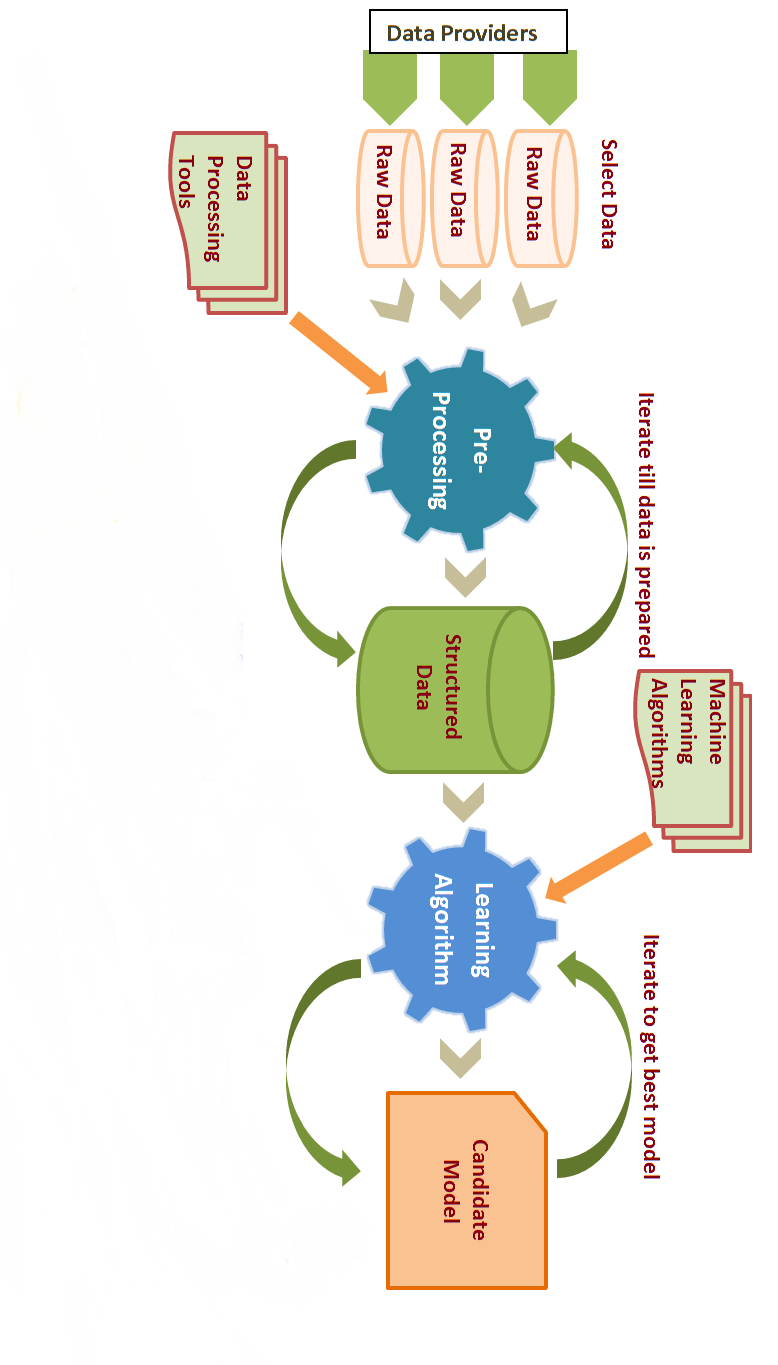 Data Providers
Select Data
Raw Data
Raw Data
Raw Data
Data
Processing
Tools
Pre-
Processing
Iterate till data is prepared
Structured
Data
Machine
Learning
Algorithms
Learning
Algorithm
Iterate to get best model
Candidate
Model